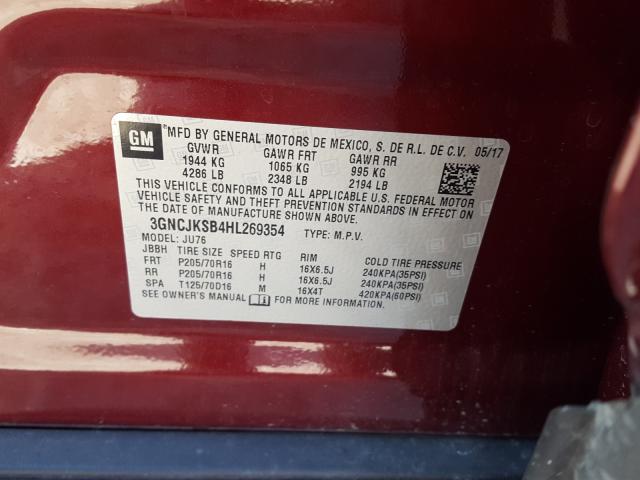 GM
MFD BY GENERAL MOTORS DE MEXICO, S. DE R.L. DE C.V. 05/17
GVWR GAWR FRT GAWR RR
1944 KG 1065 KG 995 KG
4286 LB 2348 LB 2194 LB
THIS VEHICLE CONFORMS TO ALL APPLICABLE U.S. FEDERAL MOTOR
VEHICLE SAFETY AND THEFT PREVENTION STANDARDS IN EFFECT ON
THE DATE OF MANUFACTURE SHOWN ABOVE.
3GNCJKSB4HL269354 TYPE: M.P.V.
MODEL: JU76
JBBH TIRE SIZE SPEED RTG RIM COLD TIRE PRESSURE
FRT P205/70R16 H 16X6.5J 240KPA(35PSI)
RR P205/70R16 H 16X6.5J 240KPA(35PSI)
SPA T125/70D16 M 16X4T 420KPA(60PSI)
SEE OWNER'S MANUAL FOR MORE INFORMATION.